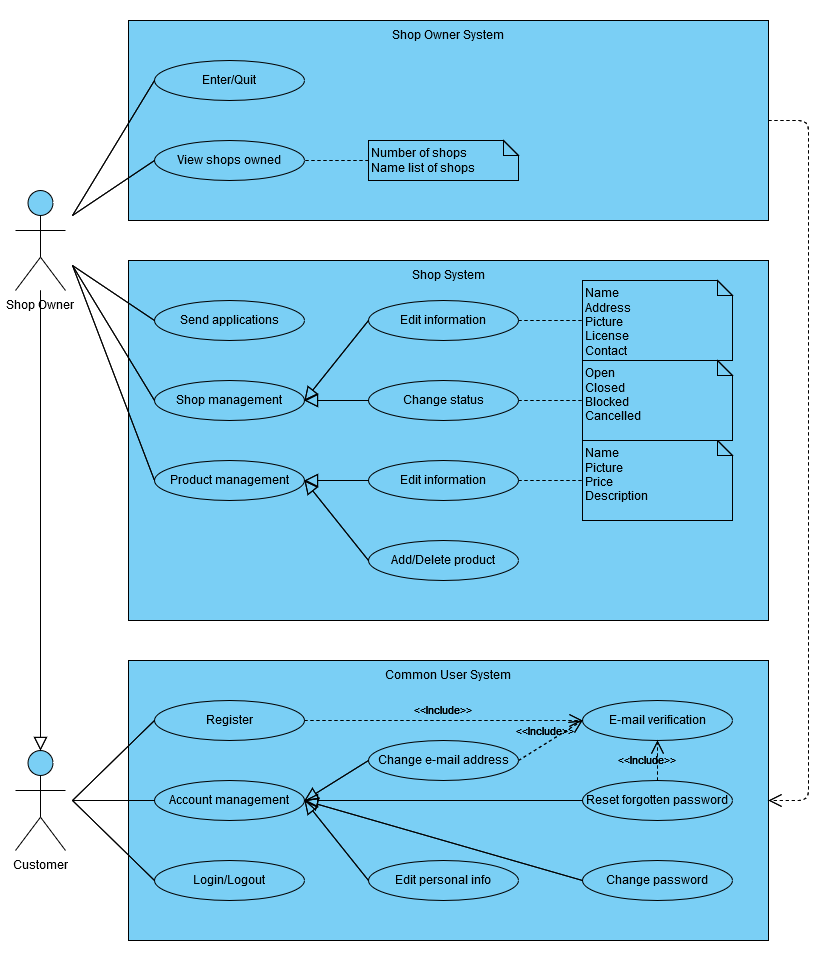 Shop Owner System
Enter/Quit
View shops owned
Number of shops
Name list of shops
Shop Owner
Shop System
Send applications
Edit information
Name
Address
Picture
License
Contact
Shop management
Change status
Open
Closed
Blocked
Cancelled
Product management
Edit information
Name
Picture
Price
Description
Add/Delete product
Common User System
Register
<<Include>>
E-mail verification
<<Include>>
Change e-mail address
<<Include>>
Account management
Reset forgotten password
Customer
Login/Logout
Edit personal info
Change password